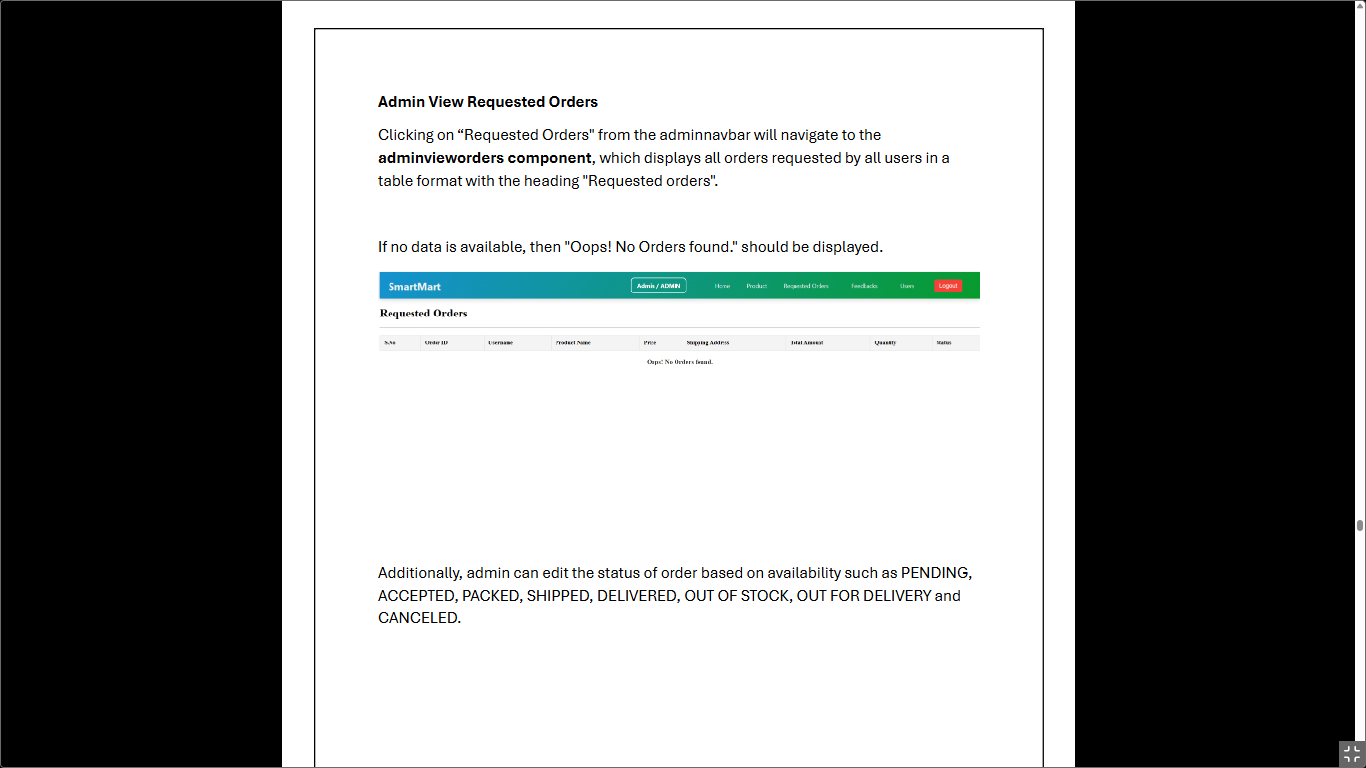 Admin View Requested Orders
Clicking on “Requested Orders" from the adminnavbar will navigate to the
adminvieworders component, which displays all orders requested by all users in a
table format with the heading "Requested orders".
If no data is available, then "Oops! No Orders found." should be displayed.
SmartMart Admin / ADMIN Home Product Requested Orders Feedbacks Users Logout
Requested Orders
S.No Order ID Username Product Name Price Shipping Address Total Amount Quantity Status
Oops! No Orders found.
Additionally, admin can edit the status of order based on availability such as PENDING,
ACCEPTED, PACKED, SHIPPED, DELIVERED, OUT OF STOCK, OUT FOR DELIVERY and
CANCELED.